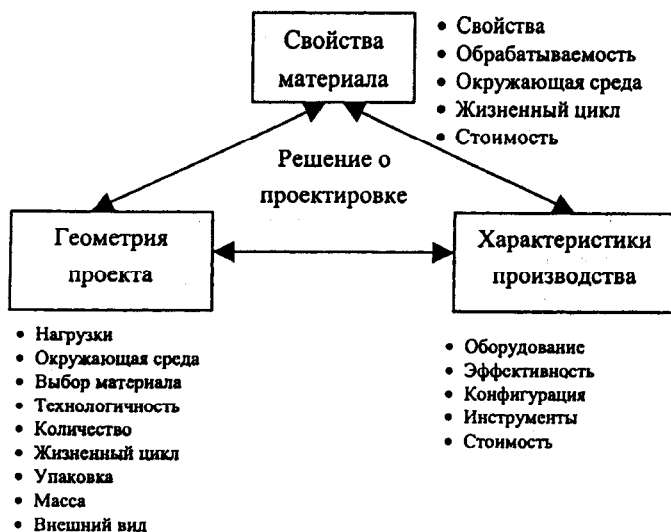 Свойства
материала
• Свойства
• Обрабатываемость
• Окружающая среда
• Жизненный цикл
• Стоимость
Решение о
проектировке
Геометрия
проекта
Характеристики
производства
• Нагрузки
• Окружающая среда
• Выбор материала
• Технологичность
• Количество
• Жизненный цикл
• Упаковка
• Масса
• Внешний вид
• Оборудование
• Эффективность
• Конфигурация
• Инструменты
• Стоимость